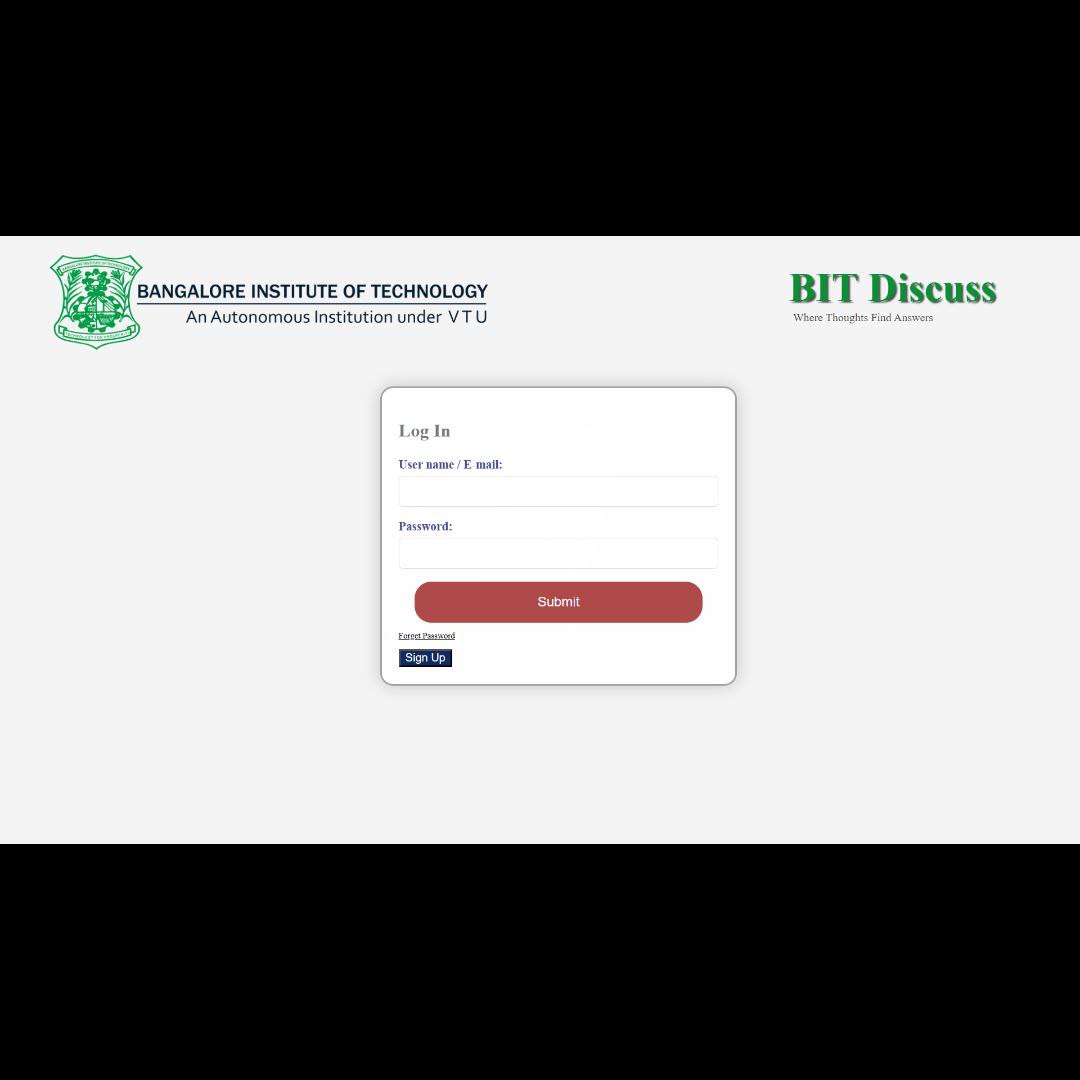 BANGALORE INSTITUTE OF TECHNOLOGY
An Autonomous Institution under V T U
BIT Discuss
Where Thoughts Find Answers
Log In
User name / E-mail:
Password:
Submit
Forget Password
Sign Up